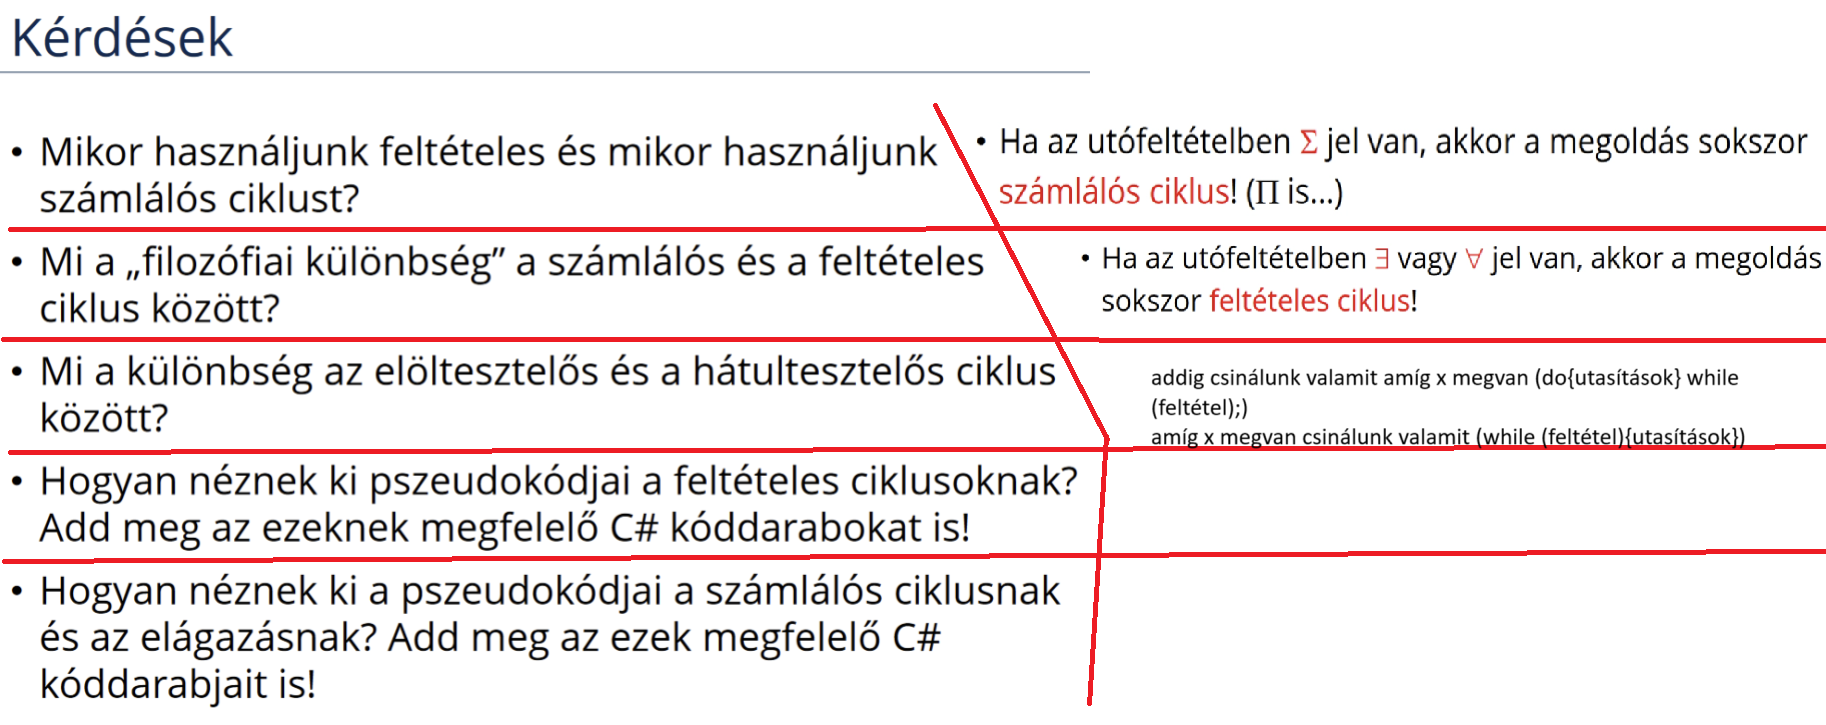 Kérdések
• Mikor használjunk feltételes és mikor használjunk
számlálós ciklust?
• Ha az utófeltételben Σ jel van, akkor a megoldás sokszor
számlálós ciklus! (Π is...)
• Mi a „filozófiai különbség” a számlálós és a feltételes
ciklus között?
• Ha az utófeltételben ∃ vagy ∀ jel van, akkor a megoldás
sokszor feltételes ciklus!
• Mi a különbség az elöltesztelős és a hátultesztelős ciklus
között?
addig csinálunk valamit amíg x megvan (do{utasítások} while
(feltétel);)
amíg x megvan csinálunk valamit (while (feltétel){utasítások})
• Hogyan néznek ki pszeudokódjai a feltételes ciklusoknak?
Add meg az ezeknek megfelelő C# kóddarabokat is!
• Hogyan néznek ki a pszeudokódjai a számlálós ciklusnak
és az elágazásnak? Add meg az ezek megfelelő C#
kóddarabjait is!